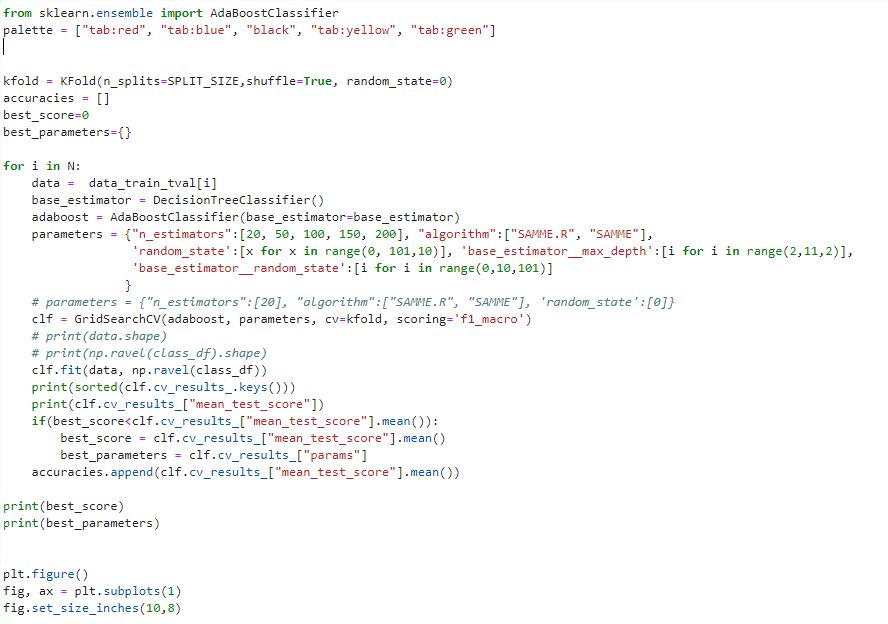 from sklearn.ensemble import AdaBoostClassifier
palette = ["tab:red", "tab:blue", "black", "tab:yellow", "tab:green"]
kfold = KFold(n_splits=SPLIT_SIZE,shuffle=True, random_state=0)
accuracies = []
best_score=0
best_parameters={}
for i in N:
    data =  data_train_tval[i]
    base_estimator = DecisionTreeClassifier()
    adaboost = AdaBoostClassifier(base_estimator=base_estimator)
    parameters = {"n_estimators":[20, 50, 100, 150, 200], "algorithm":["SAMME.R", "SAMME"],
                  'random_state':[x for x in range(0, 101,10)], 'base_estimator__max_depth':[i for i in range(2,11,2)],
                  'base_estimator__random_state':[i for i in range(0,10,101)]
                 }
    # parameters = {"n_estimators":[20], "algorithm":["SAMME.R", "SAMME"], 'random_state':[0]}
    clf = GridSearchCV(adaboost, parameters, cv=kfold, scoring='f1_macro')
    # print(data.shape)
    # print(np.ravel(class_df).shape)
    clf.fit(data, np.ravel(class_df))
    print(sorted(clf.cv_results_.keys()))
    print(clf.cv_results_["mean_test_score"])
    if(best_score<clf.cv_results_["mean_test_score"].mean()):
        best_score = clf.cv_results_["mean_test_score"].mean()
        best_parameters = clf.cv_results_["params"]
    accuracies.append(clf.cv_results_["mean_test_score"].mean())
print(best_score)
print(best_parameters)
plt.figure()
fig, ax = plt.subplots(1)
fig.set_size_inches(10,8)